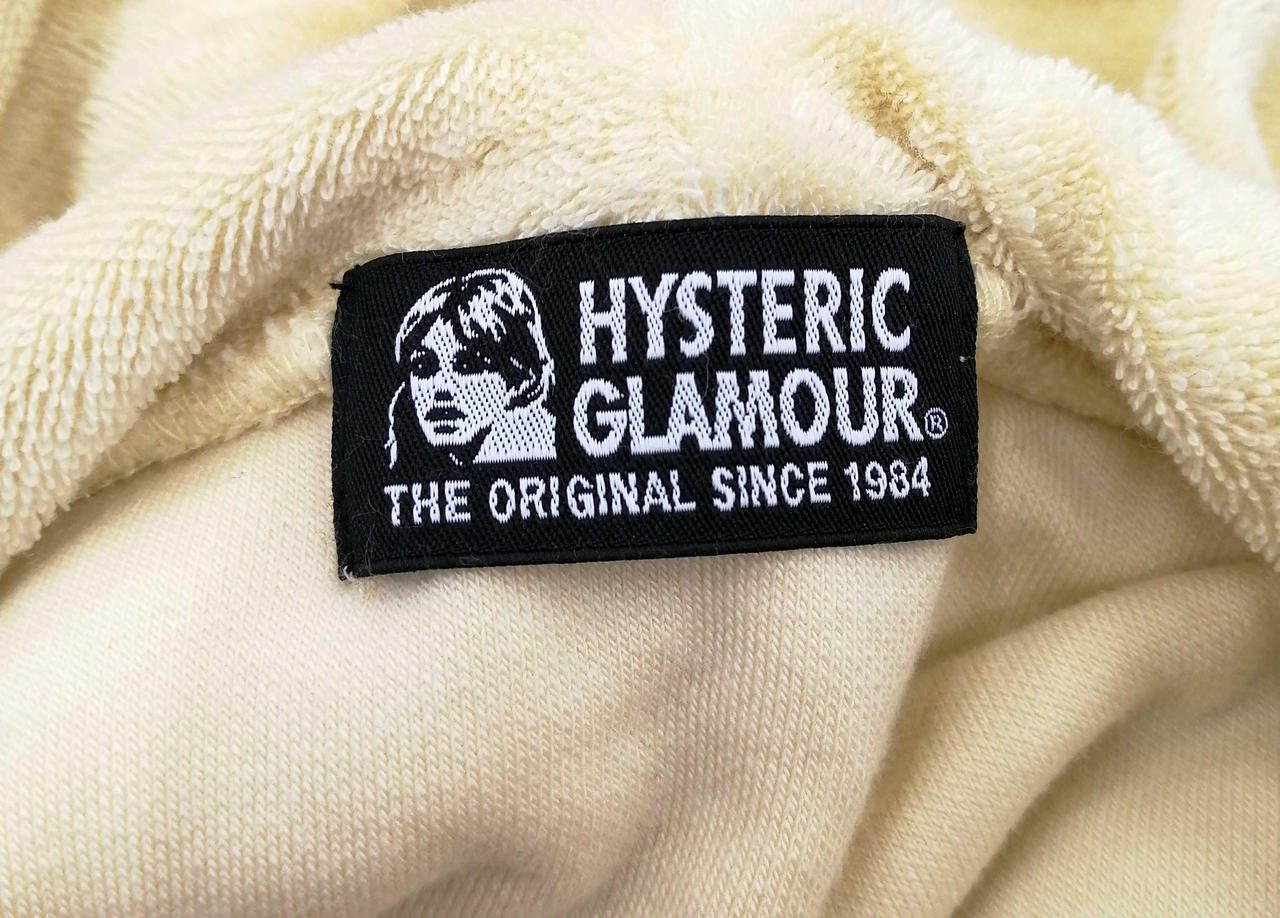 HYSTERIC
GLAMOUR®
THE ORIGINAL SINCE 1984